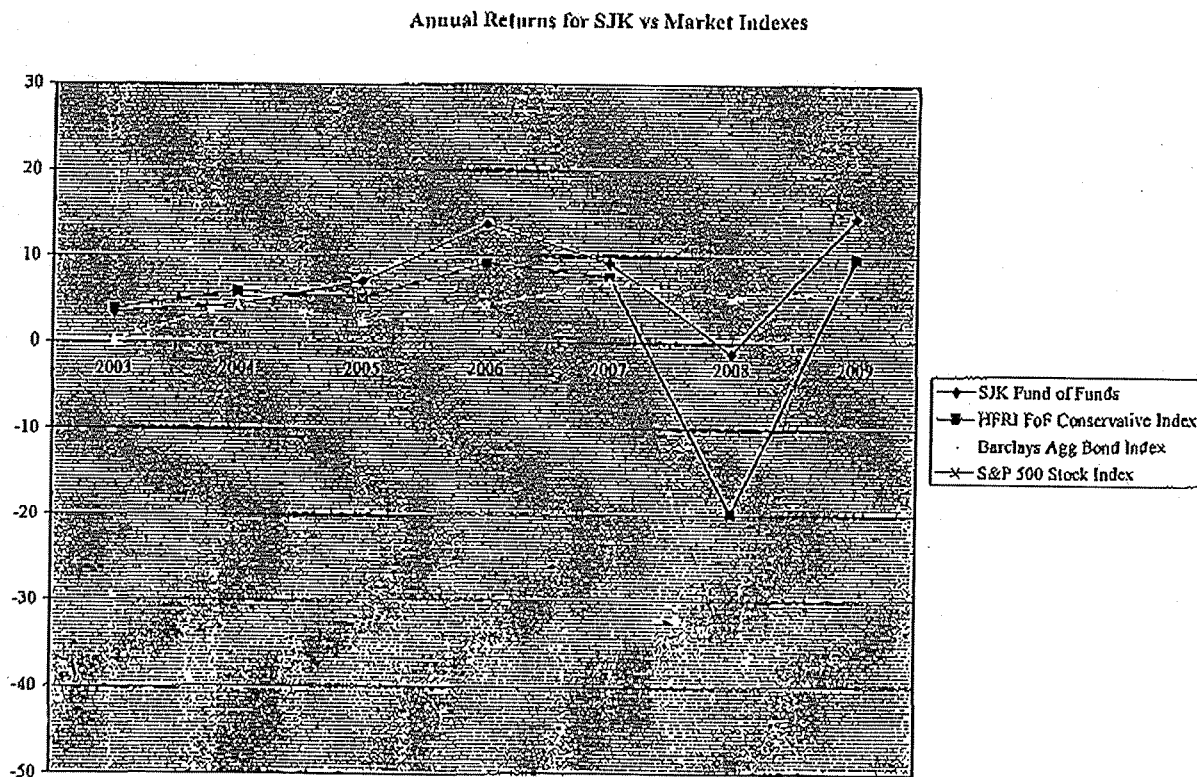 Annual Returns for SJK vs Market Indexes
30
20
10
0
2003 2004 2005 2006 2007 2008 2009
-10
-20
-30
-40
-50
SJK Fund of Funds
HFRI FoF Conservative Index
Barclays Agg Bond Index
S&P 500 Stock Index